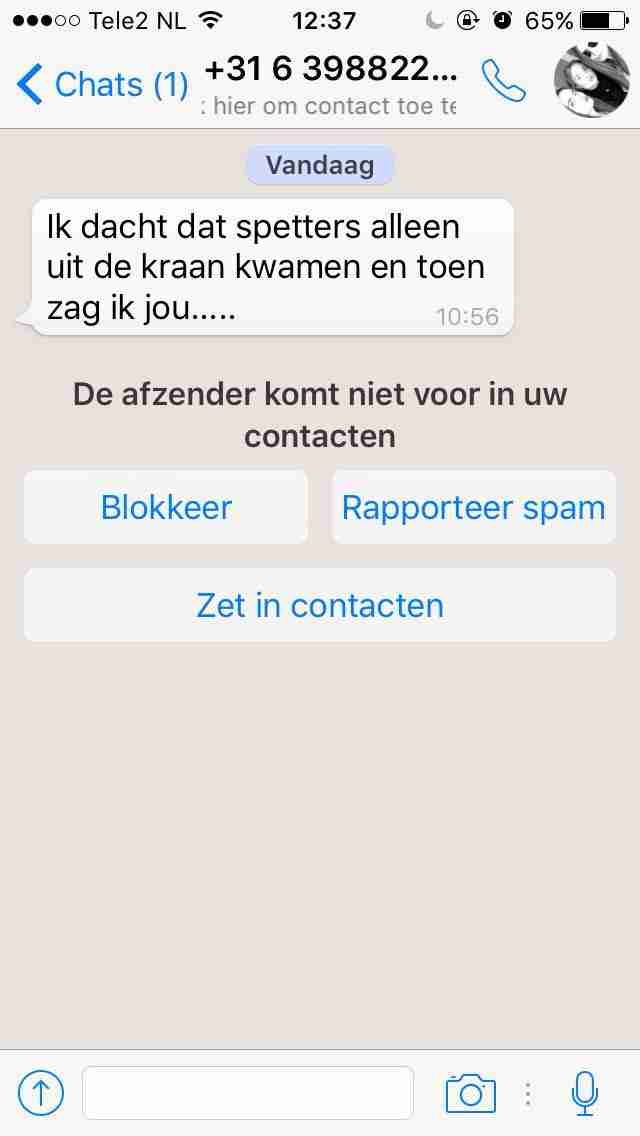 Tele2 NL 12:37 65%
Chats (1) +31 6 398822...
: hier om contact toe te
Vandaag
Ik dacht dat spetters alleen
uit de kraan kwamen en toen
zag ik jou.....
10:56
De afzender komt niet voor in uw
contacten
Blokkeer Rapporteer spam
Zet in contacten